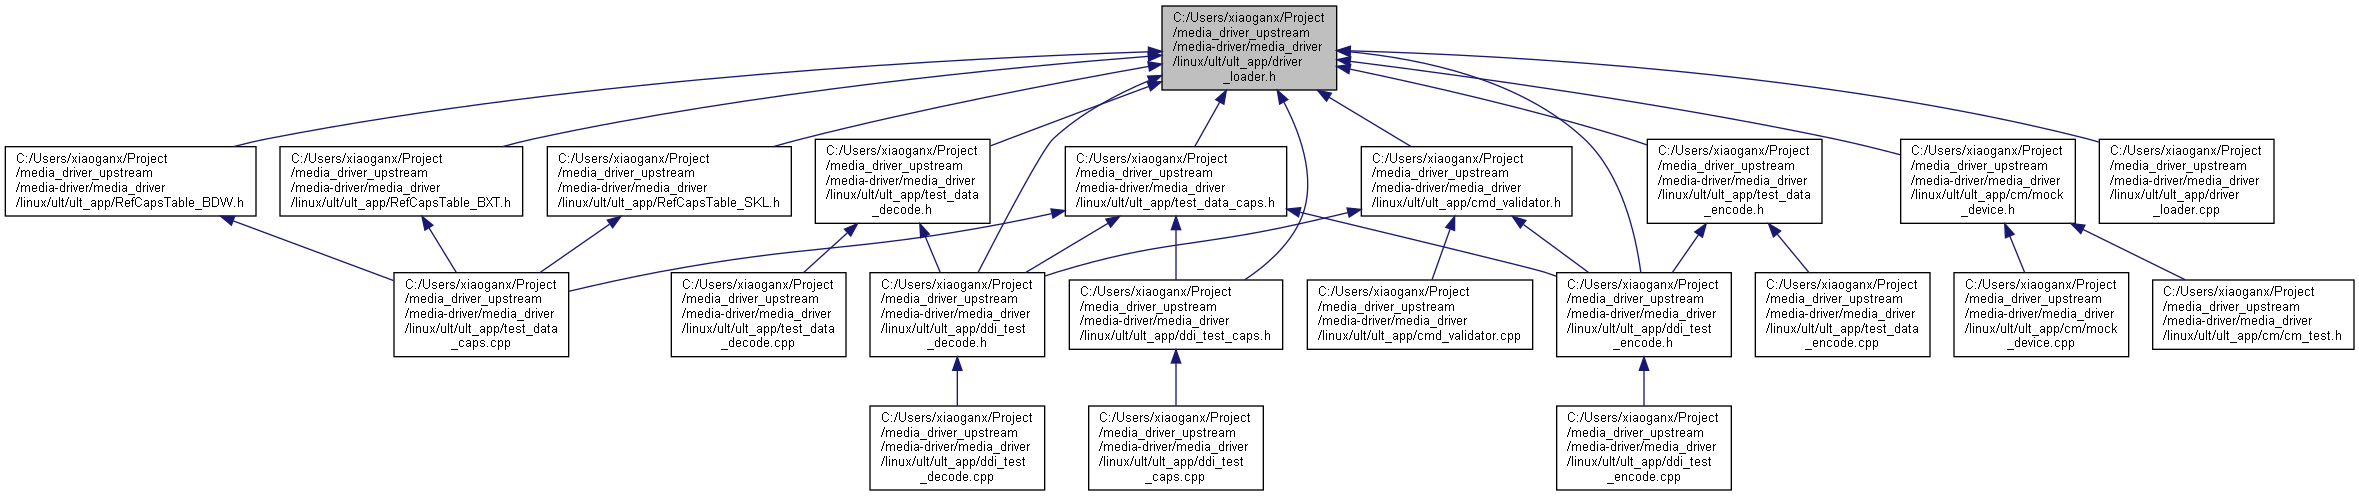 C:/Users/xiaoganx/Project
/media_driver_upstream
/media-driver/media_driver
/linux/ult/ult_app/driver
_loader.h
C:/Users/xiaoganx/Project
/media_driver_upstream
/media-driver/media_driver
/linux/ult/ult_app/RefCapsTable_BDW.h
C:/Users/xiaoganx/Project
/media_driver_upstream
/media-driver/media_driver
/linux/ult/ult_app/RefCapsTable_BXT.h
C:/Users/xiaoganx/Project
/media_driver_upstream
/media-driver/media_driver
/linux/ult/ult_app/RefCapsTable_SKL.h
C:/Users/xiaoganx/Project
/media_driver_upstream
/media-driver/media_driver
/linux/ult/ult_app/test_data
_decode.h
C:/Users/xiaoganx/Project
/media_driver_upstream
/media-driver/media_driver
/linux/ult/ult_app/test_data_caps.h
C:/Users/xiaoganx/Project
/media_driver_upstream
/media-driver/media_driver
/linux/ult/ult_app/cmd_validator.h
C:/Users/xiaoganx/Project
/media_driver_upstream
/media-driver/media_driver
/linux/ult/ult_app/test_data
_encode.h
C:/Users/xiaoganx/Project
/media_driver_upstream
/media-driver/media_driver
/linux/ult/ult_app/cm/mock
_device.h
C:/Users/xiaoganx/Project
/media_driver_upstream
/media-driver/media_driver
/linux/ult/ult_app/driver
_loader.cpp
C:/Users/xiaoganx/Project
/media_driver_upstream
/media-driver/media_driver
/linux/ult/ult_app/test_data
_caps.cpp
C:/Users/xiaoganx/Project
/media_driver_upstream
/media-driver/media_driver
/linux/ult/ult_app/test_data
_decode.cpp
C:/Users/xiaoganx/Project
/media_driver_upstream
/media-driver/media_driver
/linux/ult/ult_app/ddi_test
_decode.h
C:/Users/xiaoganx/Project
/media_driver_upstream
/media-driver/media_driver
/linux/ult/ult_app/ddi_test_caps.h
C:/Users/xiaoganx/Project
/media_driver_upstream
/media-driver/media_driver
/linux/ult/ult_app/cmd_validator.cpp
C:/Users/xiaoganx/Project
/media_driver_upstream
/media-driver/media_driver
/linux/ult/ult_app/ddi_test
_encode.h
C:/Users/xiaoganx/Project
/media_driver_upstream
/media-driver/media_driver
/linux/ult/ult_app/test_data
_encode.cpp
C:/Users/xiaoganx/Project
/media_driver_upstream
/media-driver/media_driver
/linux/ult/ult_app/cm/mock
_device.cpp
C:/Users/xiaoganx/Project
/media_driver_upstream
/media-driver/media_driver
/linux/ult/ult_app/cm/cm_test.h
C:/Users/xiaoganx/Project
/media_driver_upstream
/media-driver/media_driver
/linux/ult/ult_app/ddi_test
_decode.cpp
C:/Users/xiaoganx/Project
/media_driver_upstream
/media-driver/media_driver
/linux/ult/ult_app/ddi_test
_caps.cpp
C:/Users/xiaoganx/Project
/media_driver_upstream
/media-driver/media_driver
/linux/ult/ult_app/ddi_test
_encode.cpp